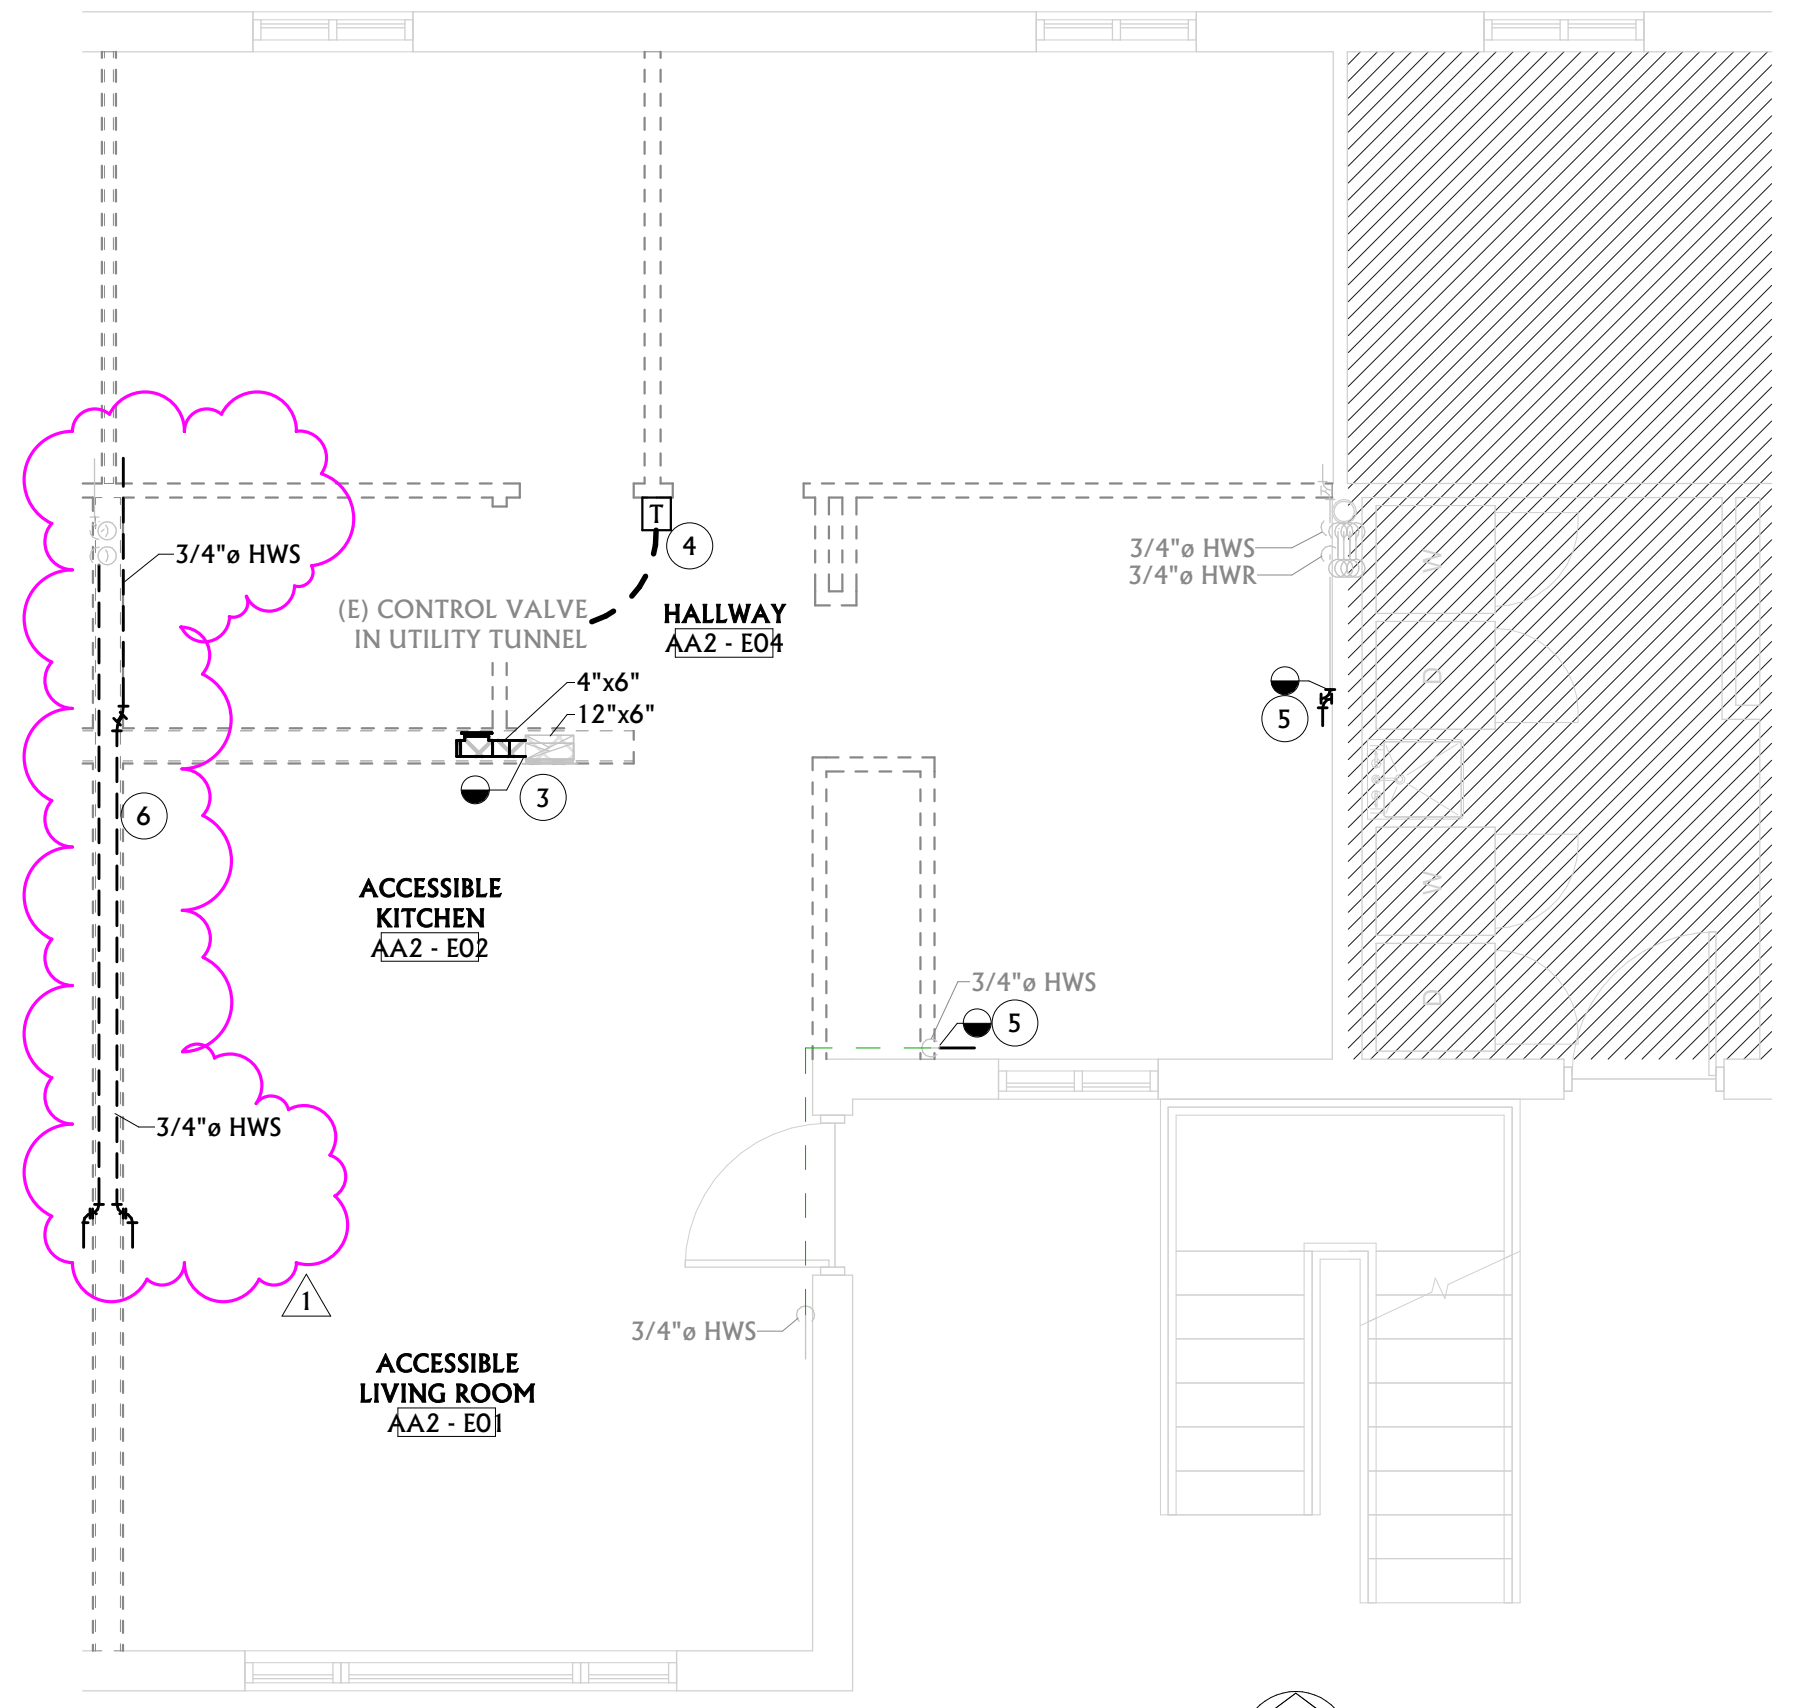 3/4"ø HWS
T
4
3/4"ø HWS
3/4"ø HWR
W
(E) CONTROL VALVE
IN UTILITY TUNNEL
HALLWAY
AA2 - E04
4"x6"
12"x6"
D
5
3
6
W
ACCESSIBLE
KITCHEN
AA2 - E02
3/4"ø HWS
5
D
3/4"ø HWS
1
3/4"ø HWS
ACCESSIBLE
LIVING ROOM
AA2 - E01